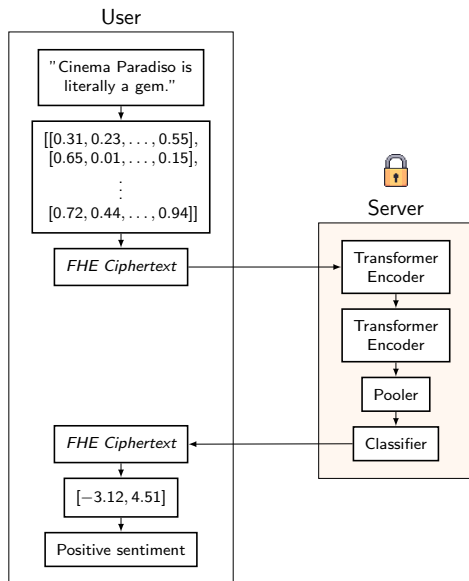 User
"Cinema Paradiso is
literally a gem."
[[0.31, 0.23, . . . , 0.55],
[0.65, 0.01, . . . , 0.15],
⋮
[0.72, 0.44, . . . , 0.94]]
FHE Ciphertext
Server
Transformer
Encoder
Transformer
Encoder
Pooler
Classifier
FHE Ciphertext
[−3.12, 4.51]
Positive sentiment